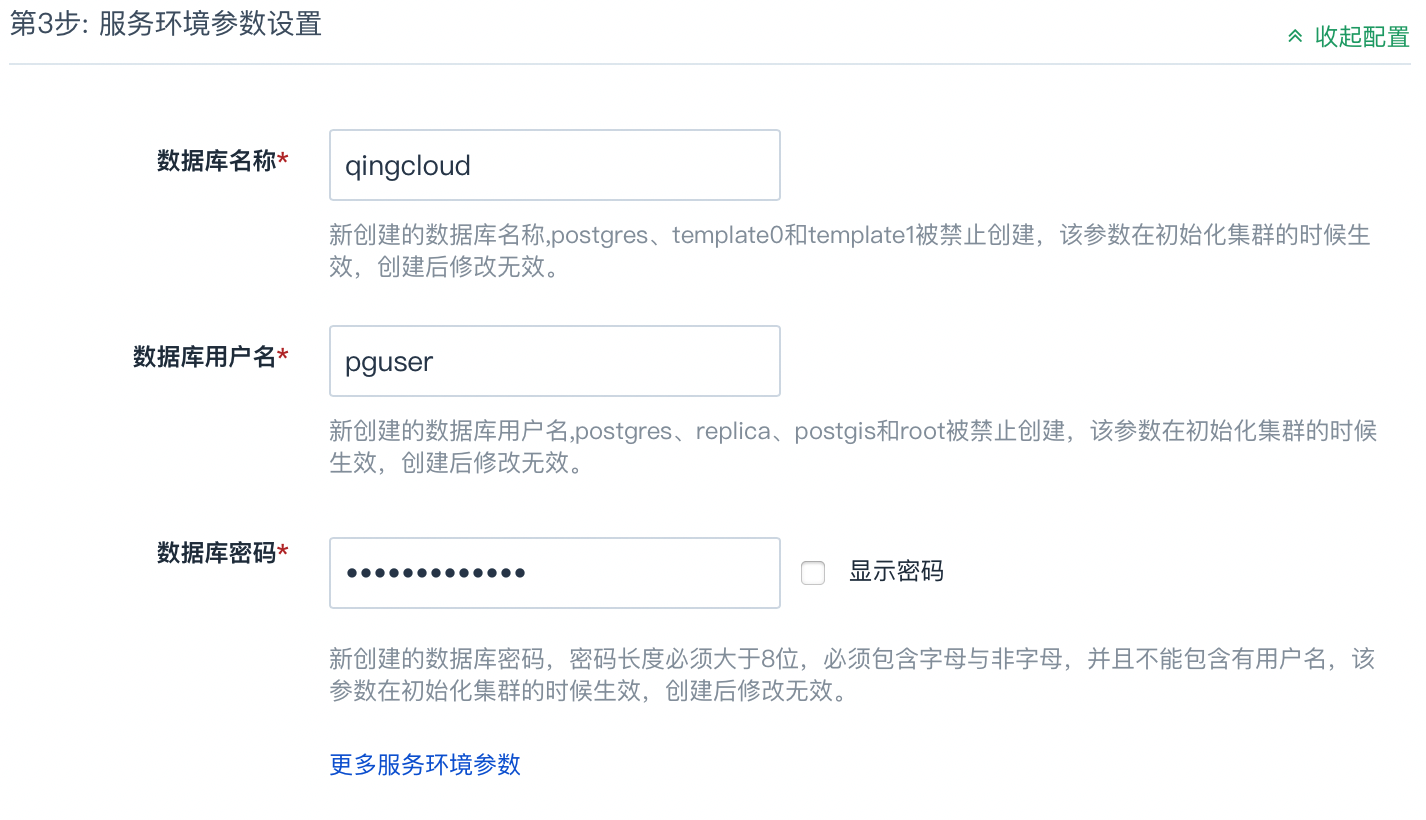 第3步: 服务环境参数设置
收起配置
数据库名称*
qingcloud
新创建的数据库名称,postgres、template0和template1被禁止创建，该参数在初始化集群的时候生
效，创建后修改无效。
数据库用户名*
pguser
新创建的数据库用户名,postgres、replica、postgis和root被禁止创建，该参数在初始化集群的时候
生效，创建后修改无效。
数据库密码*
•••••••••••••
显示密码
新创建的数据库密码，密码长度必须大于8位，必须包含字母与非字母，并且不能包含有用户名，该
参数在初始化集群的时候生效，创建后修改无效。
更多服务环境参数